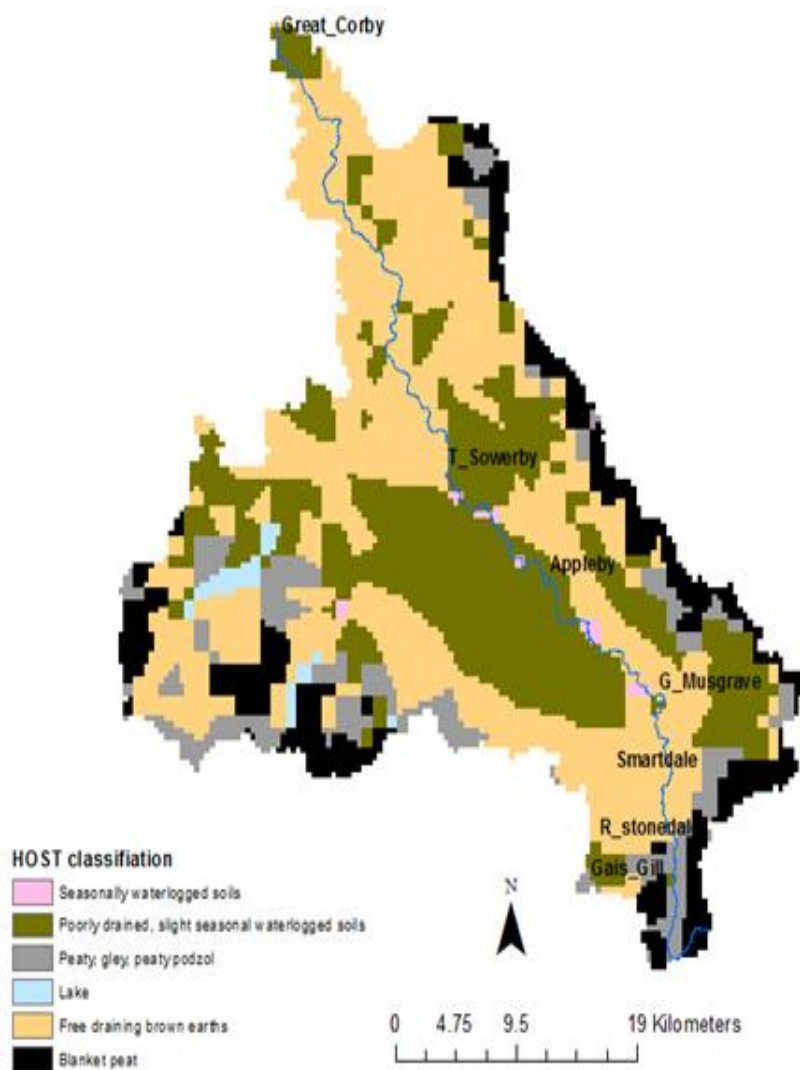 Great_Corby
T_Sowerby
Appleby
G_Musgrave
Smartdale
R_stonedal
Gais_Gill
HOST classifiation
Seasonally waterlogged soils
Poorly drained, slight seasonal waterlogged soils
Peaty, gley, peaty podzol
Lake
Free draining brown earths
Blanket peat
N
0 4.75 9.5 19 Kilometers